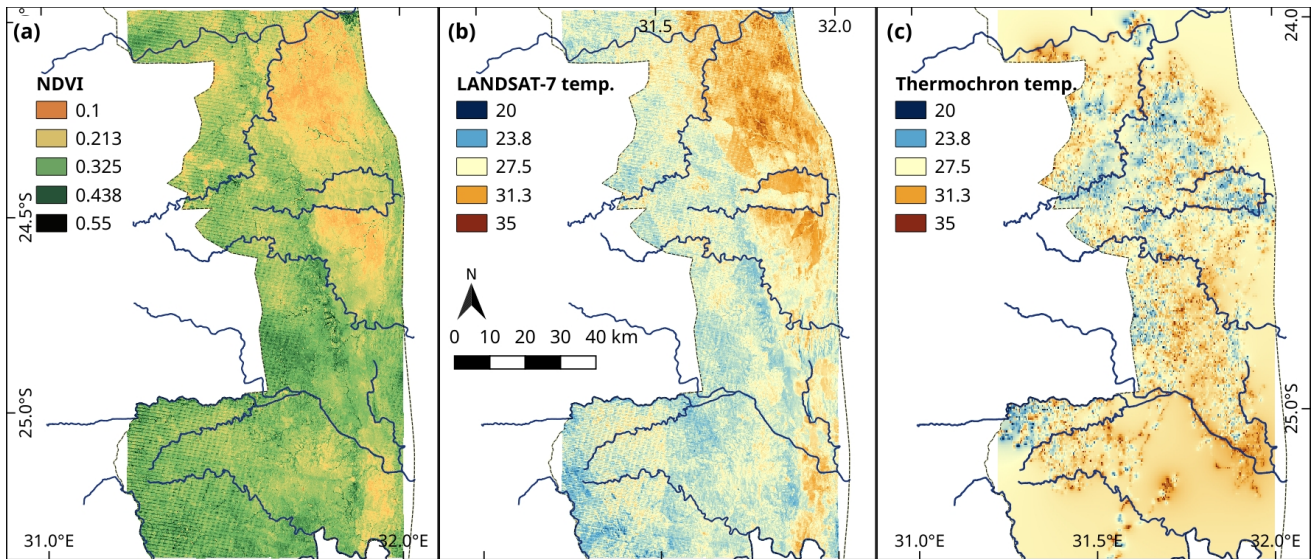 (a)
NDVI
0.1
0.213
0.325
0.438
0.55
24.5°S
25.0°S
31.0°E
32.0°E
(b)
31.5
32.0
LANDSAT-7 temp.
20
23.8
27.5
31.3
35
N
0 10 20 30 40 km
(c)
24.0
Thermochron temp.
20
23.8
27.5
31.3
35
25.0°S
31.0°E
31.5°E
32.0°E